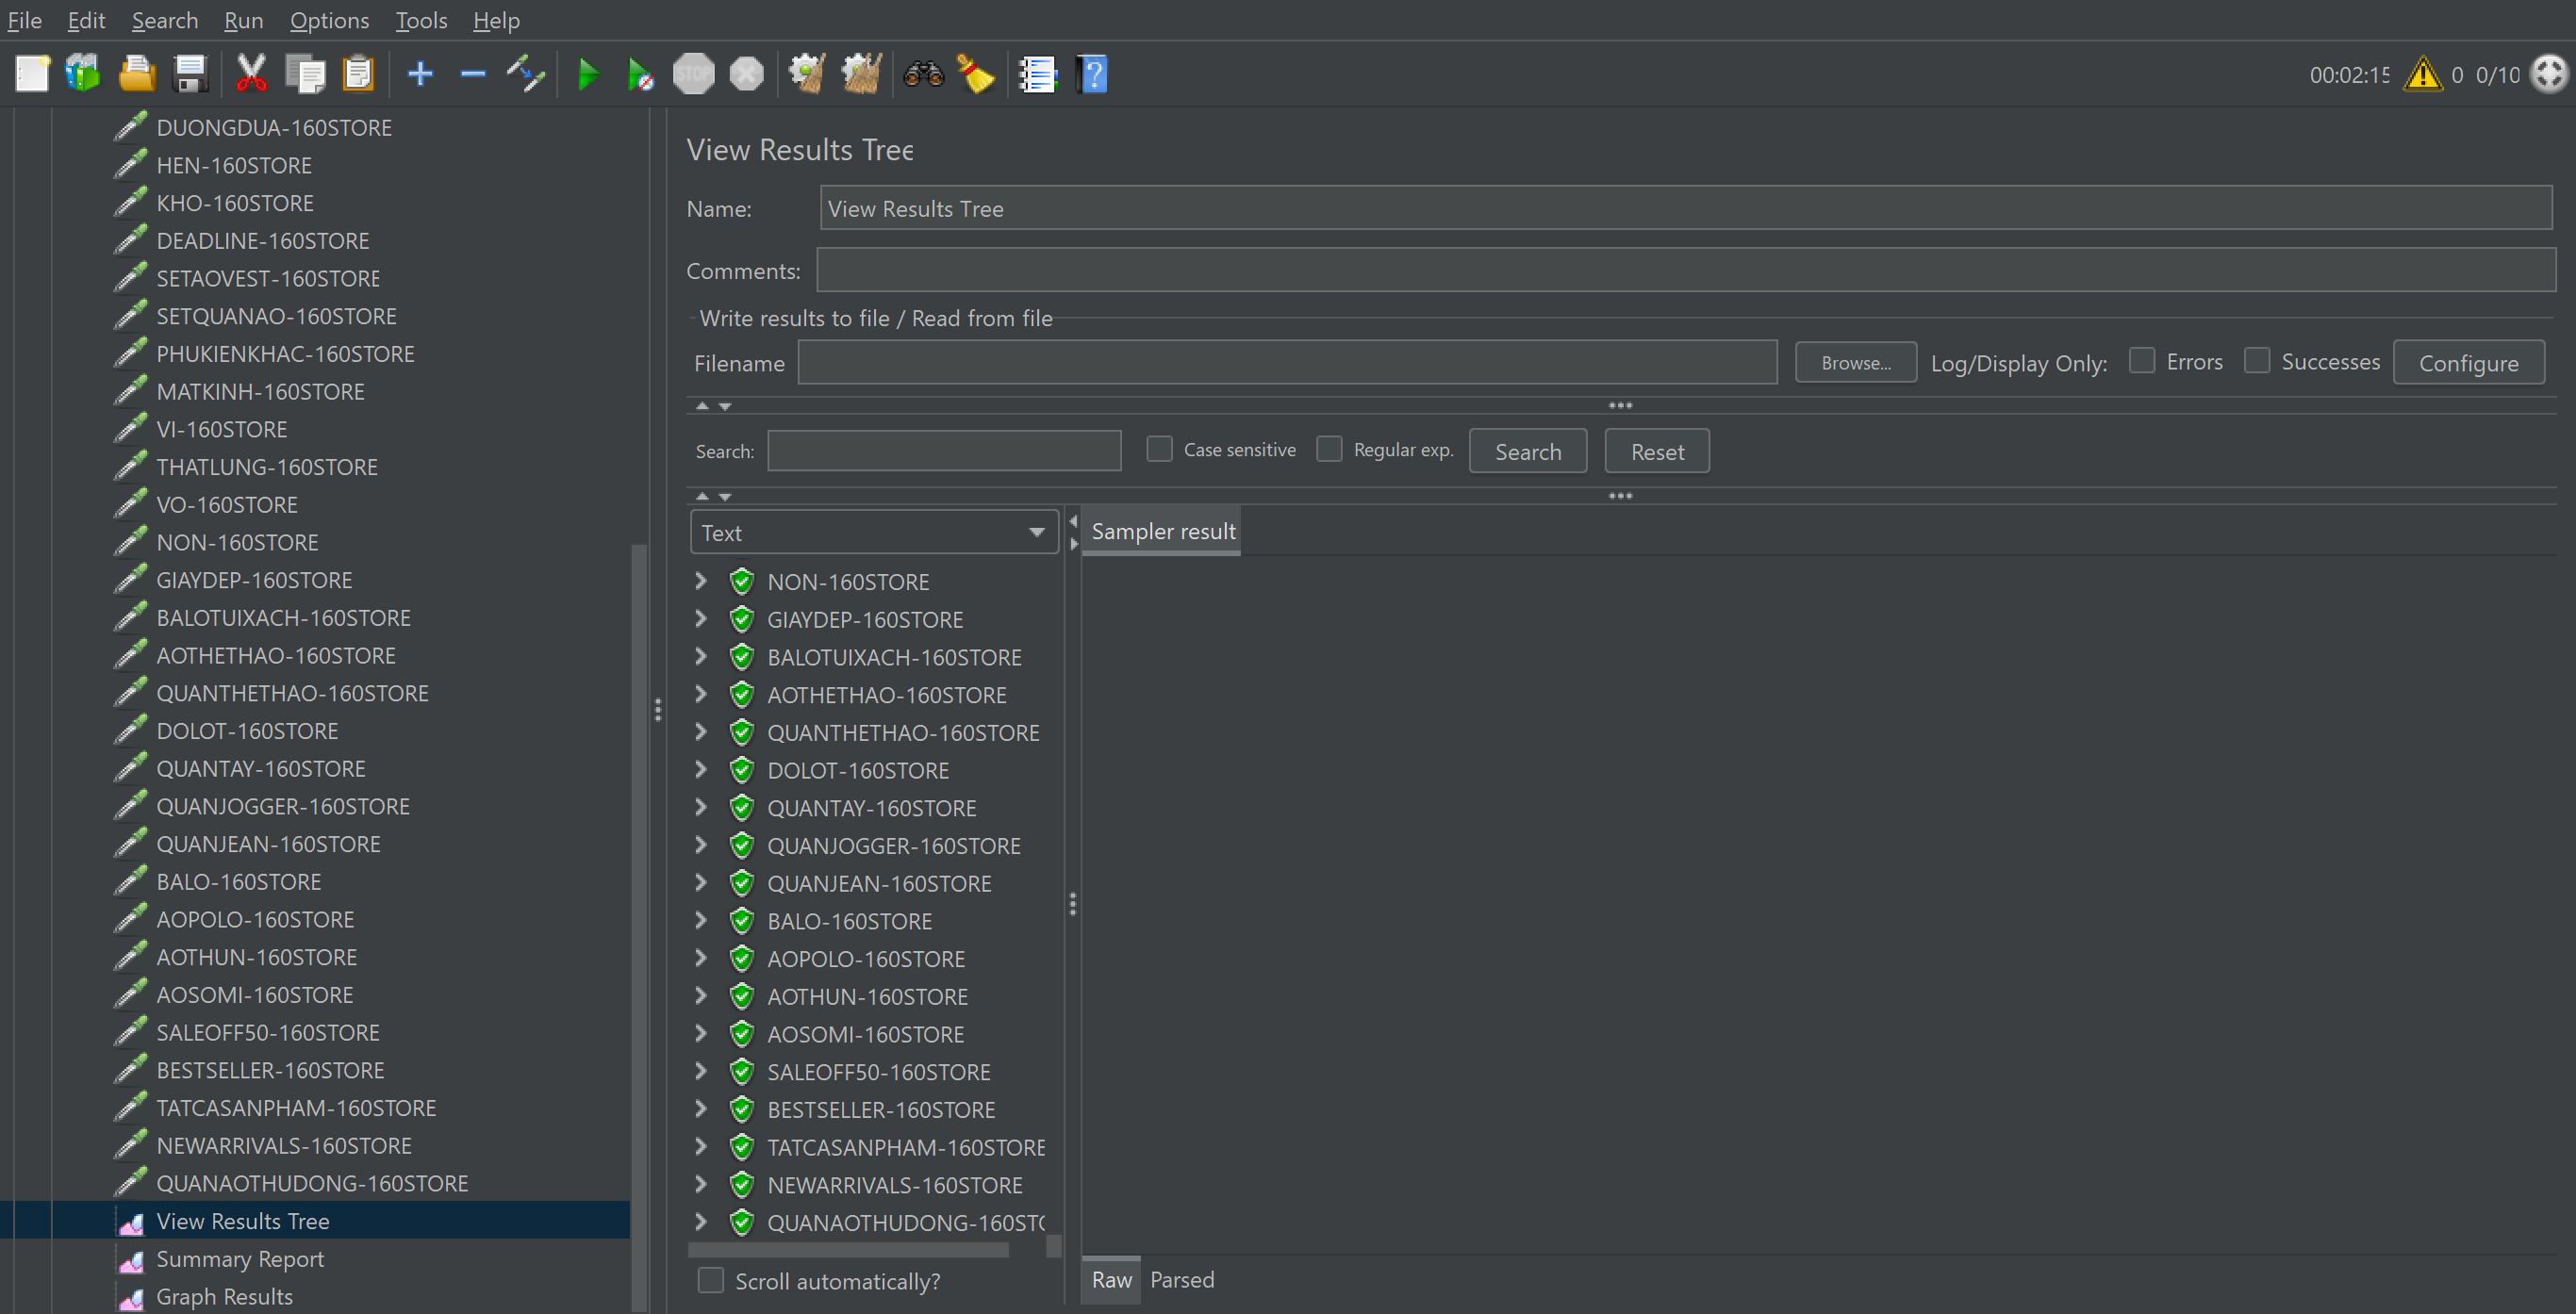 File Edit Search Run Options Tools Help
STOP
00:02:15 0 0/10
DUONGDUA-160STORE
HEN-160STORE
KHO-160STORE
DEADLINE-160STORE
SETAOVEST-160STORE
SETQUANAO-160STORE
PHUKIENKHAC-160STORE
MATKINH-160STORE
VI-160STORE
THATLUNG-160STORE
VO-160STORE
NON-160STORE
GIAYDEP-160STORE
BALOTUIXACH-160STORE
AOTHETHAO-160STORE
QUANTHETHAO-160STORE
DOLOT-160STORE
QUANTAY-160STORE
QUANJOGGER-160STORE
QUANJEAN-160STORE
BALO-160STORE
AOPOLO-160STORE
AOTHUN-160STORE
AOSOMI-160STORE
SALEOFF50-160STORE
BESTSELLER-160STORE
TATCASANPHAM-160STORE
NEWARRIVALS-160STORE
QUANAOTHUDONG-160STORE
View Results Tree
Summary Report
Graph Results
View Results Tree
Name: View Results Tree
Comments:
Write results to file / Read from file
Filename Browse... Log/Display Only: Errors Successes Configure
Search: Case sensitive Regular exp. Search Reset
Text
Sampler result
NON-160STORE
GIAYDEP-160STORE
BALOTUIXACH-160STORE
AOTHETHAO-160STORE
QUANTHETHAO-160STORE
DOLOT-160STORE
QUANTAY-160STORE
QUANJOGGER-160STORE
QUANJEAN-160STORE
BALO-160STORE
AOPOLO-160STORE
AOTHUN-160STORE
AOSOMI-160STORE
SALEOFF50-160STORE
BESTSELLER-160STORE
TATCASANPHAM-160STORE
NEWARRIVALS-160STORE
QUANAOTHUDONG-160STO
Scroll automatically?
Raw Parsed